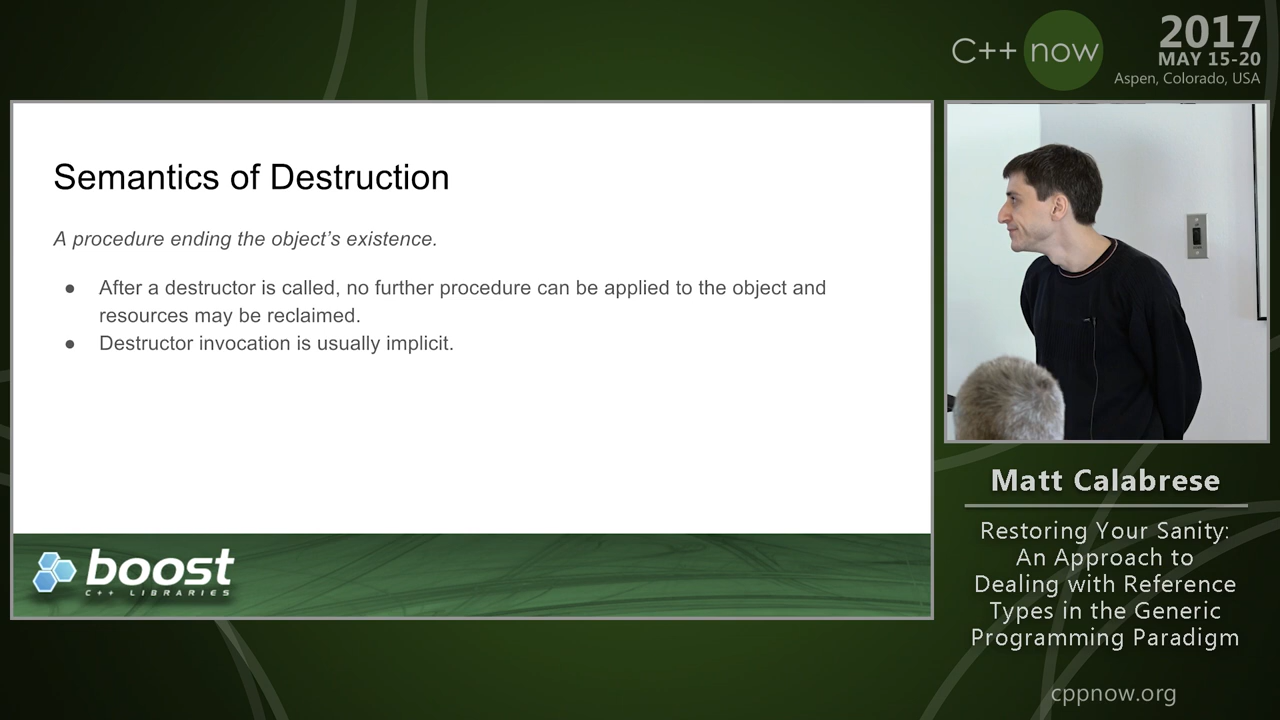 C++ now
2017
MAY 15-20
Aspen, Colorado, USA
Semantics of Destruction
A procedure ending the object's existence.
● After a destructor is called, no further procedure can be applied to the object and
resources may be reclaimed.
● Destructor invocation is usually implicit.
boost
C++ LIBRARIES
Matt Calabrese
Restoring Your Sanity:
An Approach to
Dealing with Reference
Types in the Generic
Programming Paradigm
cppnow.org